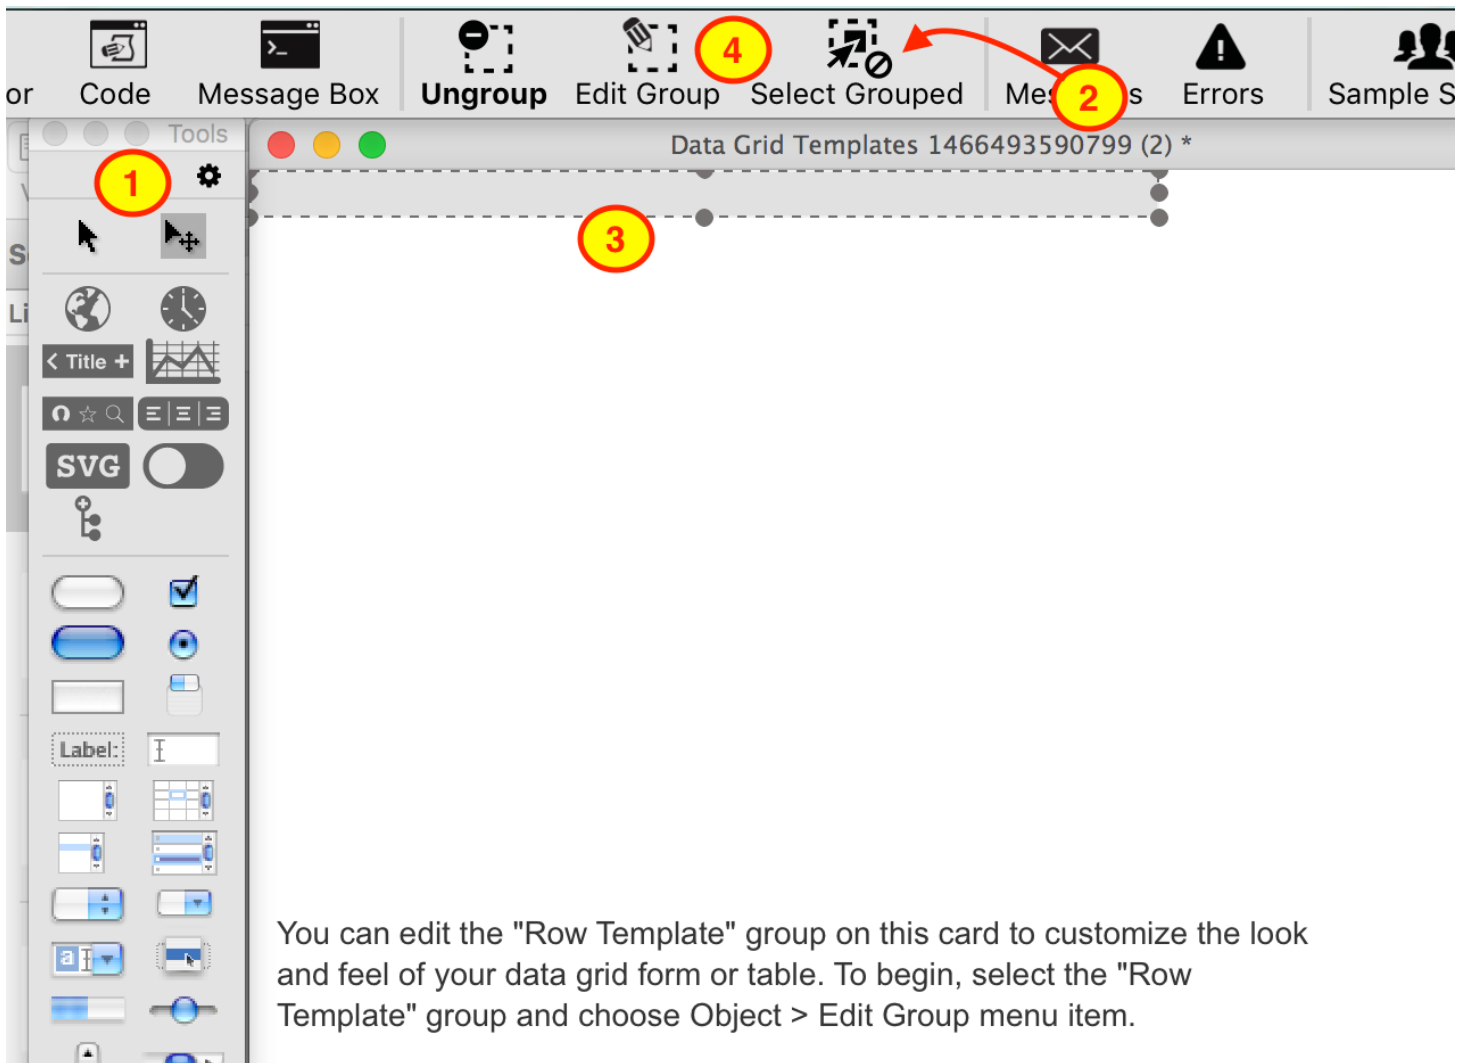 4
or Code Message Box Ungroup Edit Group Select Grouped Errors Sample S
2
Tools
Data Grid Templates 1466493590799 (2) *
1
3
Li
Title +
SVG
Label:
a
You can edit the "Row Template" group on this card to customize the look
and feel of your data grid form or table. To begin, select the "Row
Template" group and choose Object > Edit Group menu item.